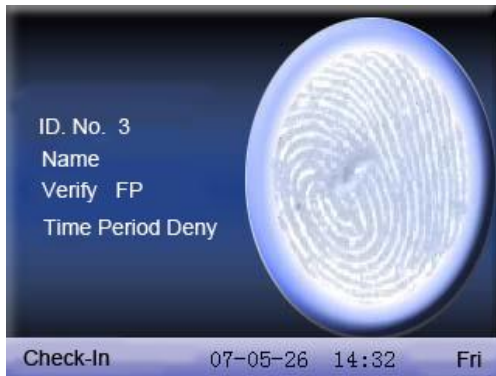 ID. No. 3
Name
Verify FP
Time Period Deny
Check-In 07-05-26 14:32 Fri